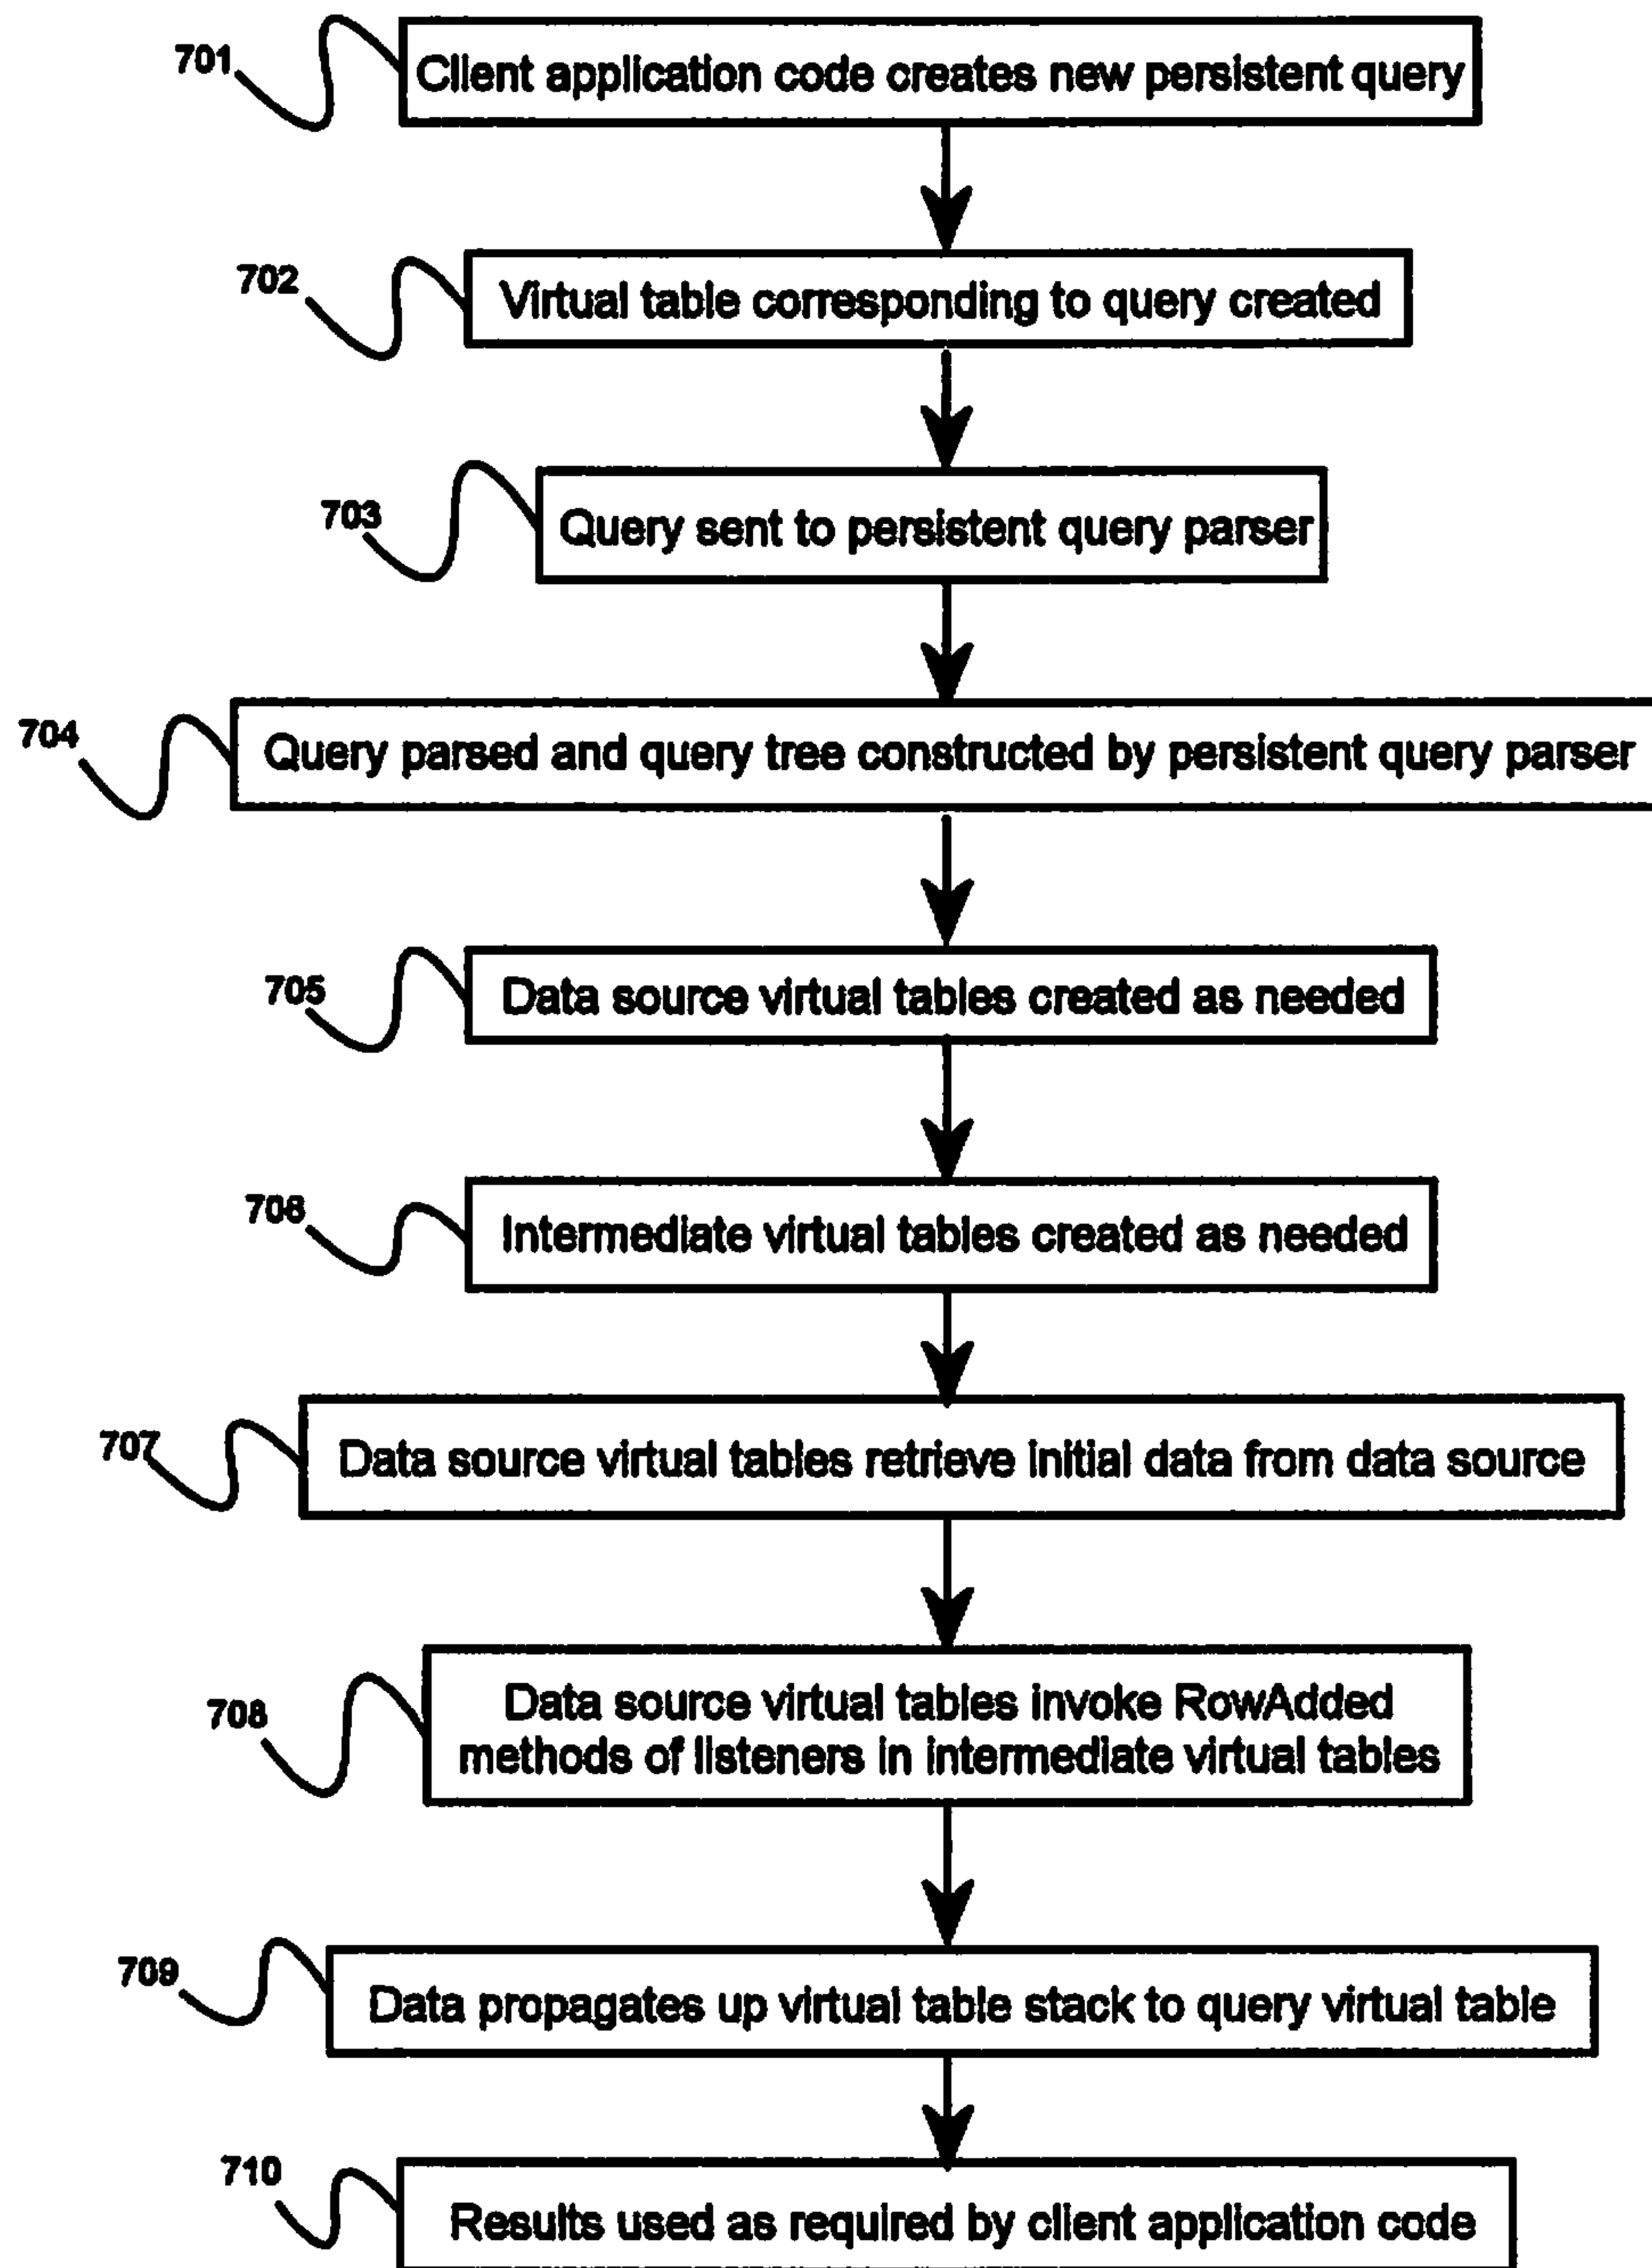 701
Client application code creates new persistent query
702
Virtual table corresponding to query created
703
Query sent to persistent query parser
704
Query parsed and query tree constructed by persistent query parser
705
Data source virtual tables created as needed
706
Intermediate virtual tables created as needed
707
Data source virtual tables retrieve initial data from data source
708
Data source virtual tables invoke RowAdded
methods of listeners in intermediate virtual tables
709
Data propagates up virtual table stack to query virtual table
710
Results used as required by client application code